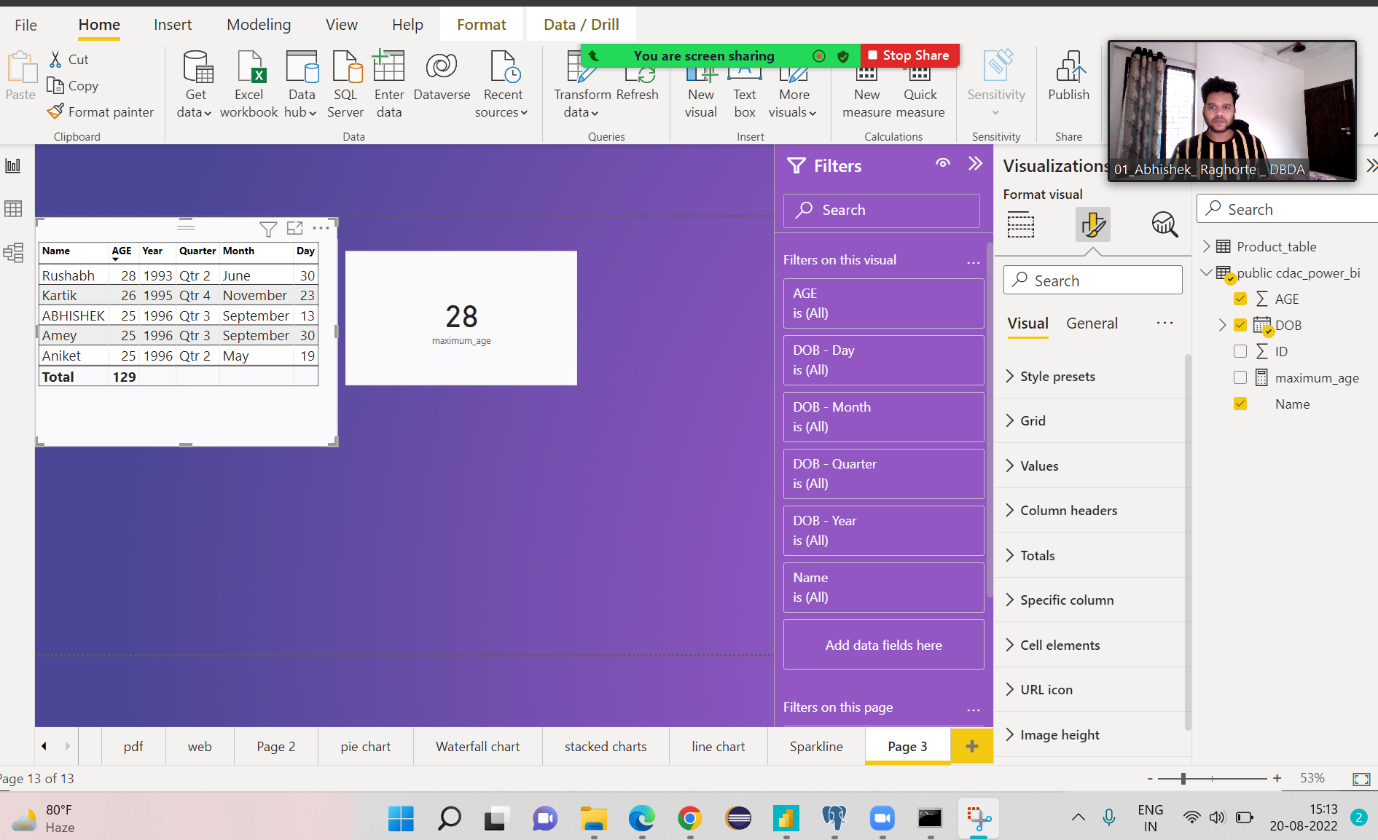 File Home Insert Modeling View Help Format Data / Drill
You are screen sharing Stop Share
Paste Cut
Copy
Format painter
Get data
Excel workbook
Data hub
SQL Server
Enter data
Dataverse
Recent sources
Transform data
Refresh
New visual
Text box
More visuals
New measure
Quick measure
Sensitivity
Publish
Clipboard Data Queries Insert Calculations Sensitivity Share
01_Abhishek_ Raghorte _ DBDA
Name AGE Year Quarter Month Day
Rushabh 28 1993 Qtr 2 June 30
Kartik 26 1995 Qtr 4 November 23
ABHISHEK 25 1996 Qtr 3 September 13
Amey 25 1996 Qtr 3 September 30
Aniket 25 1996 Qtr 2 May 19
Total 129
28
maximum_age
Filters
Search
Filters on this visual ...
AGE
is (All)
DOB - Day
is (All)
DOB - Month
is (All)
DOB - Quarter
is (All)
DOB - Year
is (All)
Name
is (All)
Add data fields here
Filters on this page ...
Visualizations
Format visual
Search
Visual General ...
Style presets
Grid
Values
Column headers
Totals
Specific column
Cell elements
URL icon
Image height
Search
Product_table
public cdac_power_bi
AGE
DOB
ID
maximum_age
Name
pdf web Page 2 pie chart Waterfall chart stacked charts line chart Sparkline Page 3 +
Page 13 of 13
- + 53%
80°F
Haze
ENG
IN
15:13
20-08-2022
2